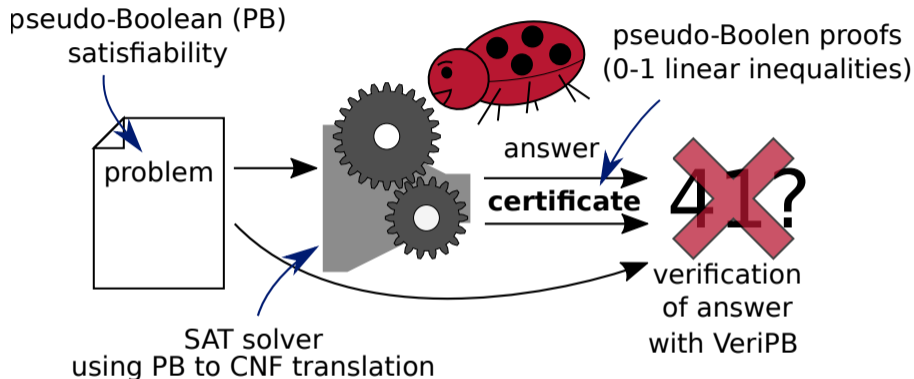 pseudo-Boolean (PB)
satisfiability
pseudo-Boolen proofs
(0-1 linear inequalities)
problem
answer
certificate
41?
verification
of answer
with VeriPB
SAT solver
using PB to CNF translation